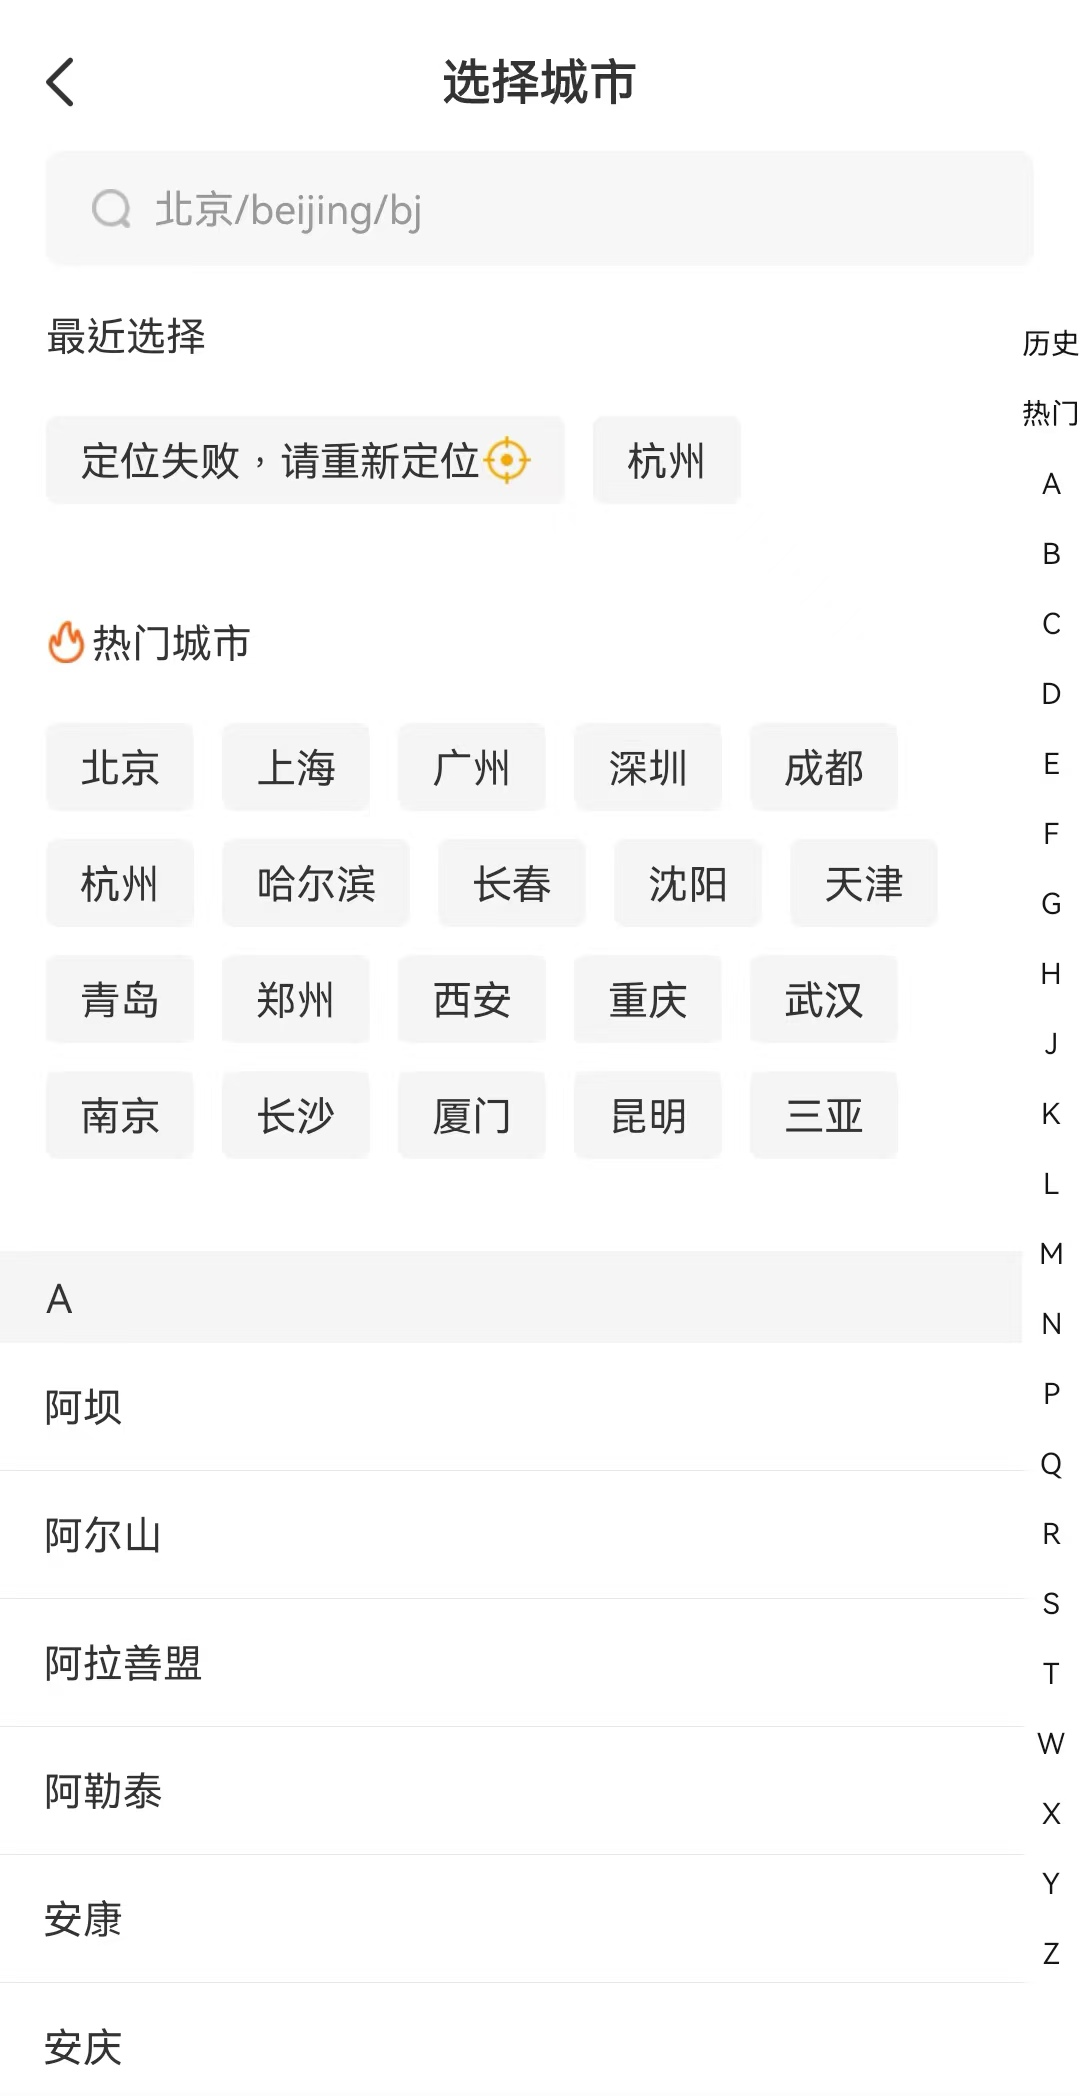 选择城市
北京/beijing/bj
最近选择
定位失败，请重新定位 杭州
热门城市
北京 上海 广州 深圳 成都
杭州 哈尔滨 长春 沈阳 天津
青岛 郑州 西安 重庆 武汉
南京 长沙 厦门 昆明 三亚
A
阿坝
阿尔山
阿拉善盟
阿勒泰
安康
安庆
历史
热门
A
B
C
D
E
F
G
H
J
K
L
M
N
P
Q
R
S
T
W
X
Y
Z